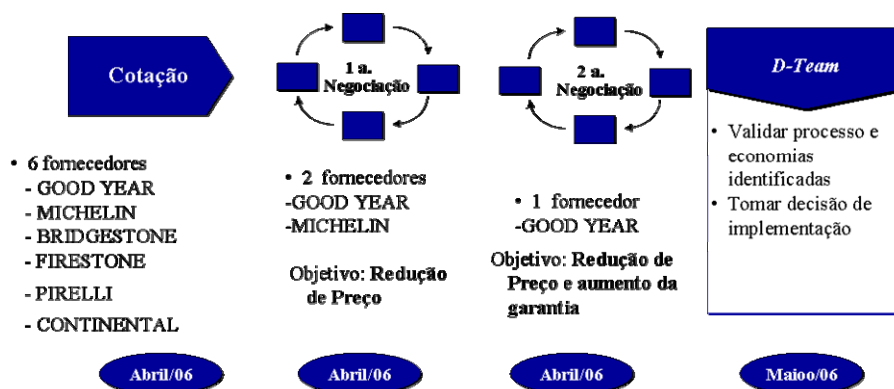 Cotação
• 6 fornecedores
- GOOD YEAR
- MICHELIN
- BRIDGESTONE
- FIRESTONE
- PIRELLI
- CONTINENTAL
Abril/06
1 a.
Negociação
• 2 fornecedores
-GOOD YEAR
-MICHELIN
Objetivo: Redução
de Preço
Abril/06
2 a.
Negociação
• 1 fornecedor
-GOOD YEAR
Objetivo: Redução de
Preço e aumento da
garantia
Abril/06
D-Team
• Validar processo e
economias
identificadas
• Tomar decisão de
implementação
Maioo/06